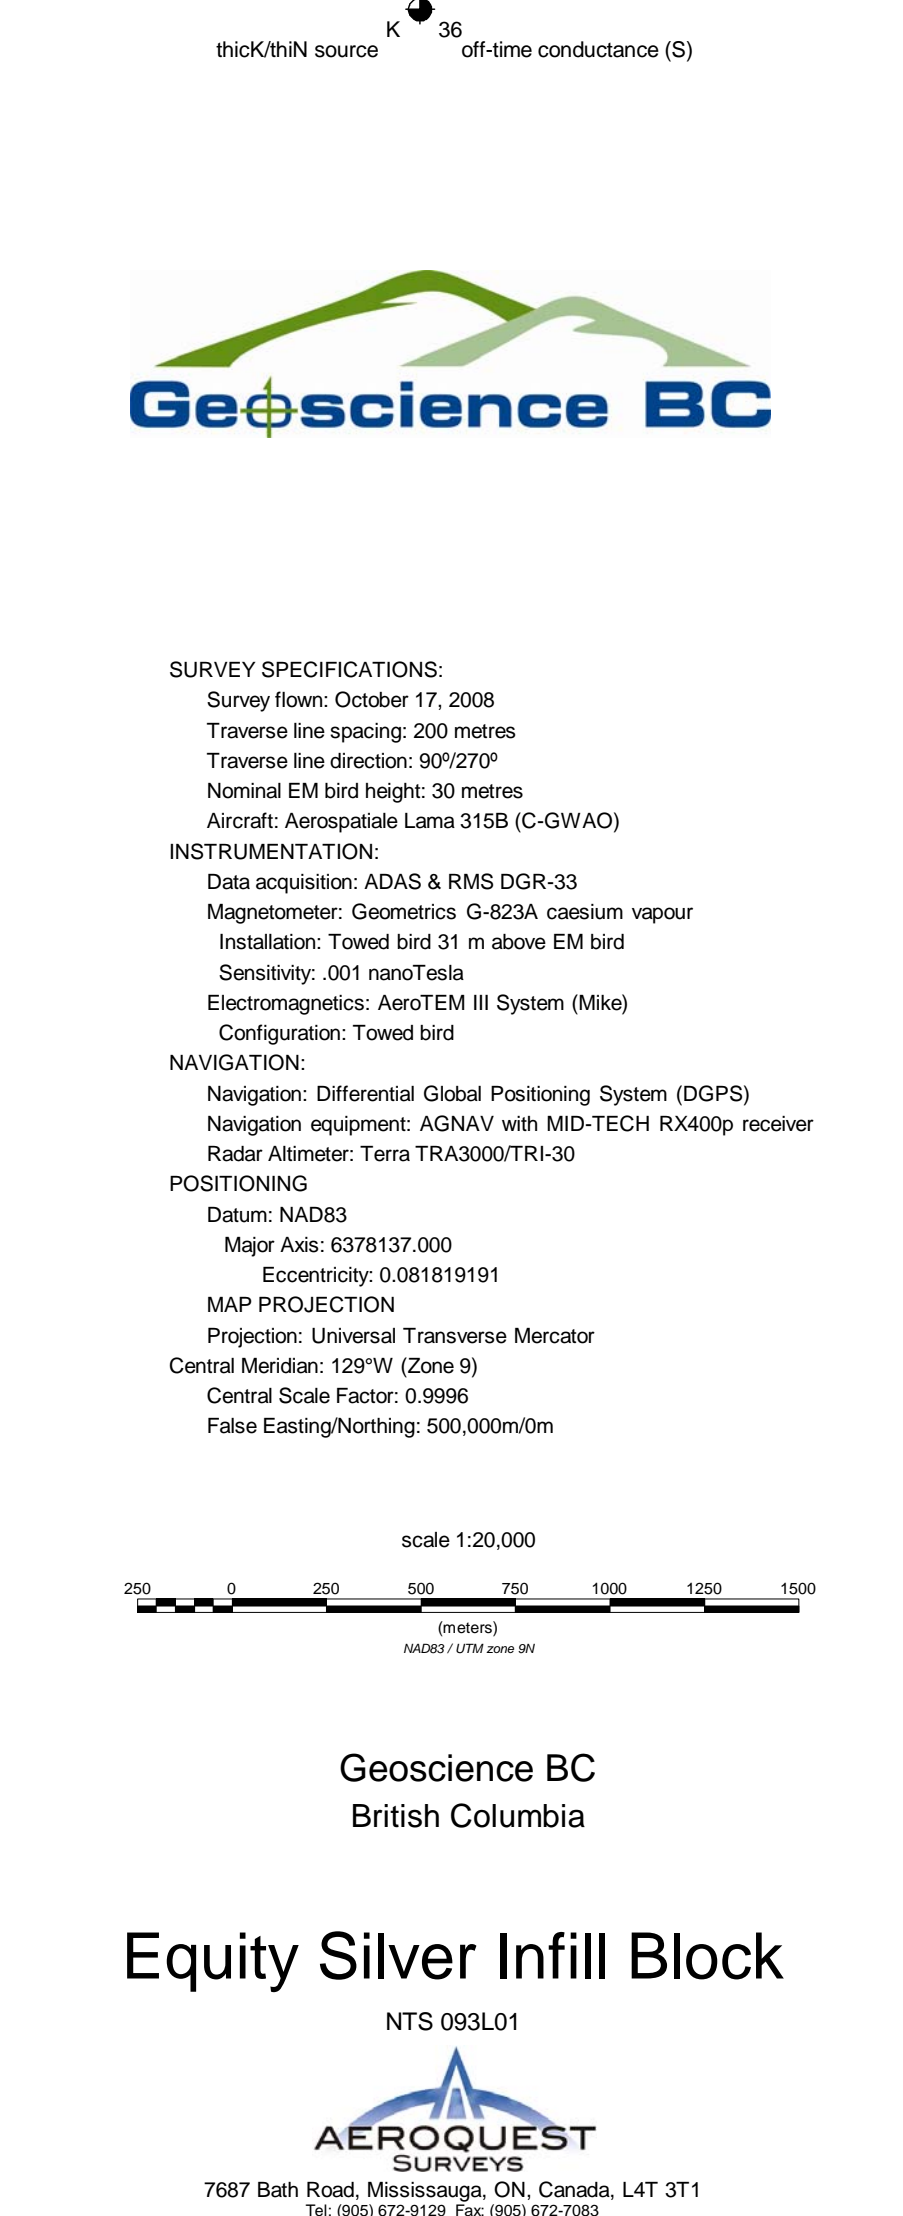 K 36
thicK/thiN source off-time conductance (S)
Geoscience BC
SURVEY SPECIFICATIONS:
Survey flown: October 17, 2008
Traverse line spacing: 200 metres
Traverse line direction: 90º/270º
Nominal EM bird height: 30 metres
Aircraft: Aerospatiale Lama 315B (C-GWAO)
INSTRUMENTATION:
Data acquisition: ADAS & RMS DGR-33
Magnetometer: Geometrics G-823A caesium vapour
Installation: Towed bird 31 m above EM bird
Sensitivity: .001 nanoTesla
Electromagnetics: AeroTEM III System (Mike)
Configuration: Towed bird
NAVIGATION:
Navigation: Differential Global Positioning System (DGPS)
Navigation equipment: AGNAV with MID-TECH RX400p receiver
Radar Altimeter: Terra TRA3000/TRI-30
POSITIONING
Datum: NAD83
Major Axis: 6378137.000
Eccentricity: 0.081819191
MAP PROJECTION
Projection: Universal Transverse Mercator
Central Meridian: 129°W (Zone 9)
Central Scale Factor: 0.9996
False Easting/Northing: 500,000m/0m
scale 1:20,000
250 0 250 500 750 1000 1250 1500
(meters)
NAD83 / UTM zone 9N
Geoscience BC
British Columbia
Equity Silver Infill Block
NTS 093L01
AEROQUEST
SURVEYS
7687 Bath Road, Mississauga, ON, Canada, L4T 3T1
Tel: (905) 672-9129 Fax: (905) 672-7083